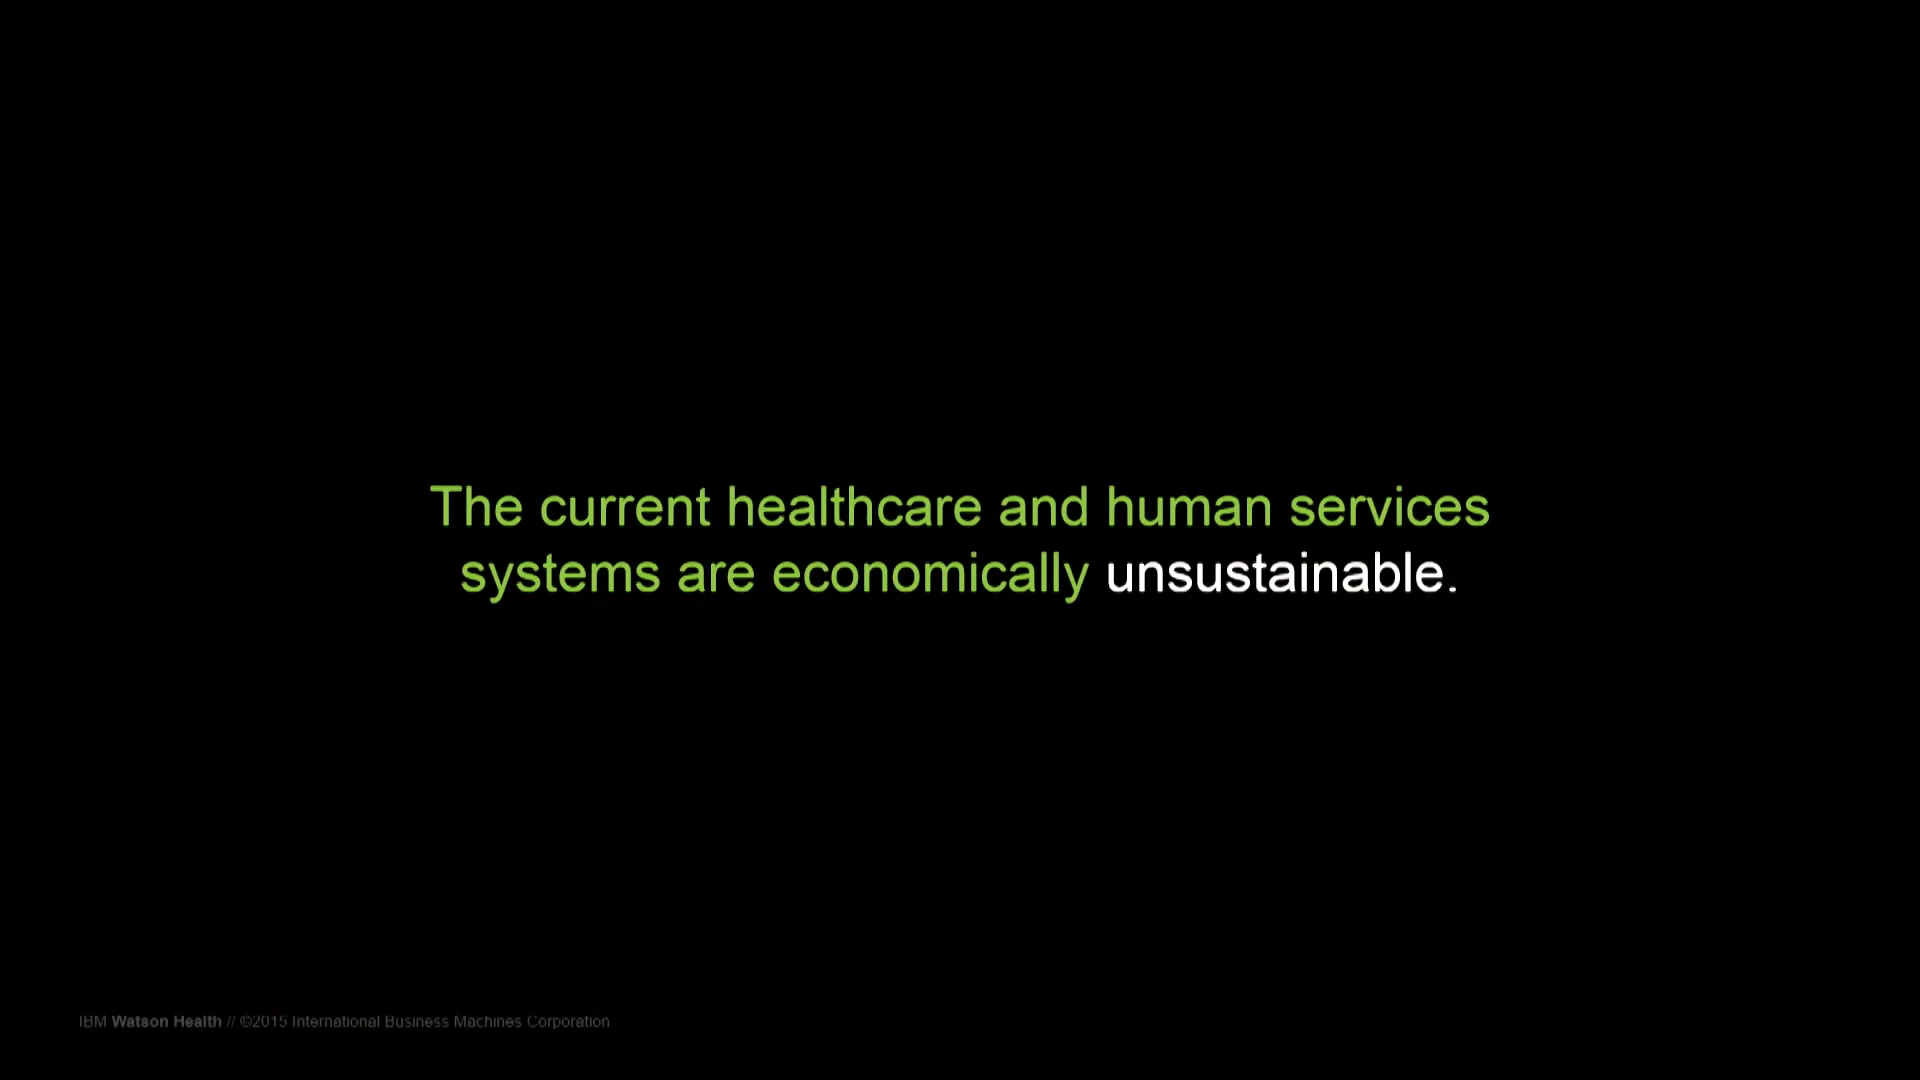 The current healthcare and human services
systems are economically unsustainable.
IBM Watson Health // ©2015 International Business Machines Corporation